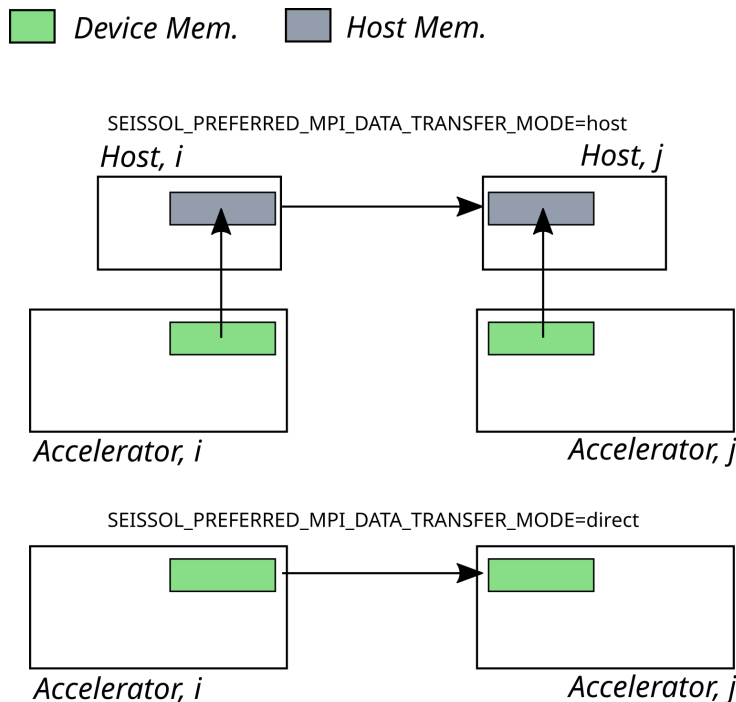 Device Mem. Host Mem.
SEISSOL_PREFERRED_MPI_DATA_TRANSFER_MODE=host
Host, i Host, j
Accelerator, i Accelerator, j
SEISSOL_PREFERRED_MPI_DATA_TRANSFER_MODE=direct
Accelerator, i Accelerator, j